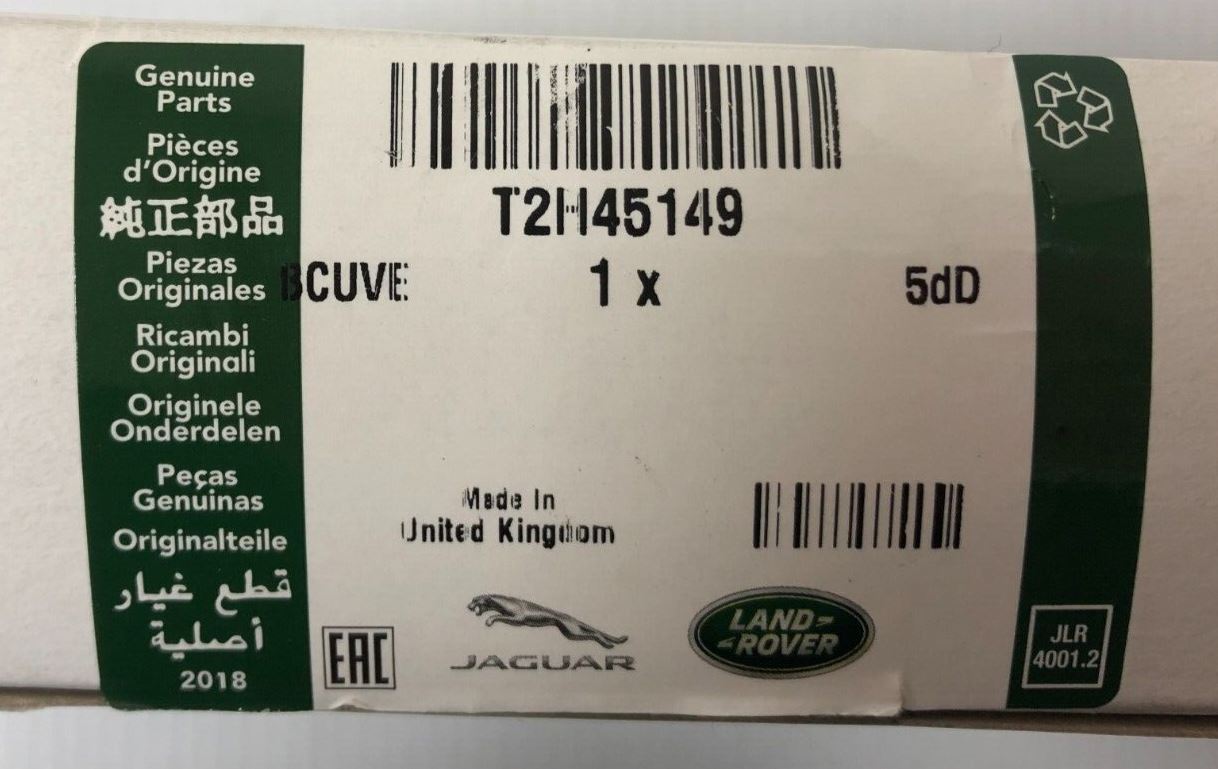 Genuine
Parts
Pièces
d'Origine
純正部品
Piezas
Originales
Ricambi
Originali
Originele
Onderdelen
Peças
Genuinas
Originalteile
قطع غيار
أصلية
2018
T2H45149
BCUVE
1 x
5dD
Made In
United Kingdom
EAC
JAGUAR
LAND-
-ROVER
JLR
4001.2